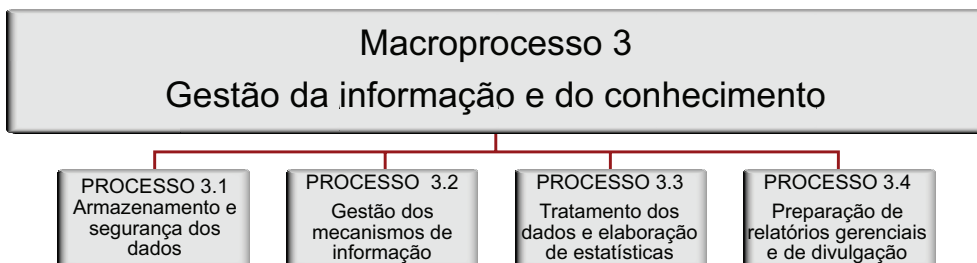 Macroprocesso 3
Gestão da informação e do conhecimento
PROCESSO 3.1
Armazenamento e
segurança dos
dados
PROCESSO 3.2
Gestão dos
mecanismos de
informação
PROCESSO 3.3
Tratamento dos
dados e elaboração
de estatísticas
PROCESSO 3.4
Preparação de
relatórios gerenciais
e de divulgação